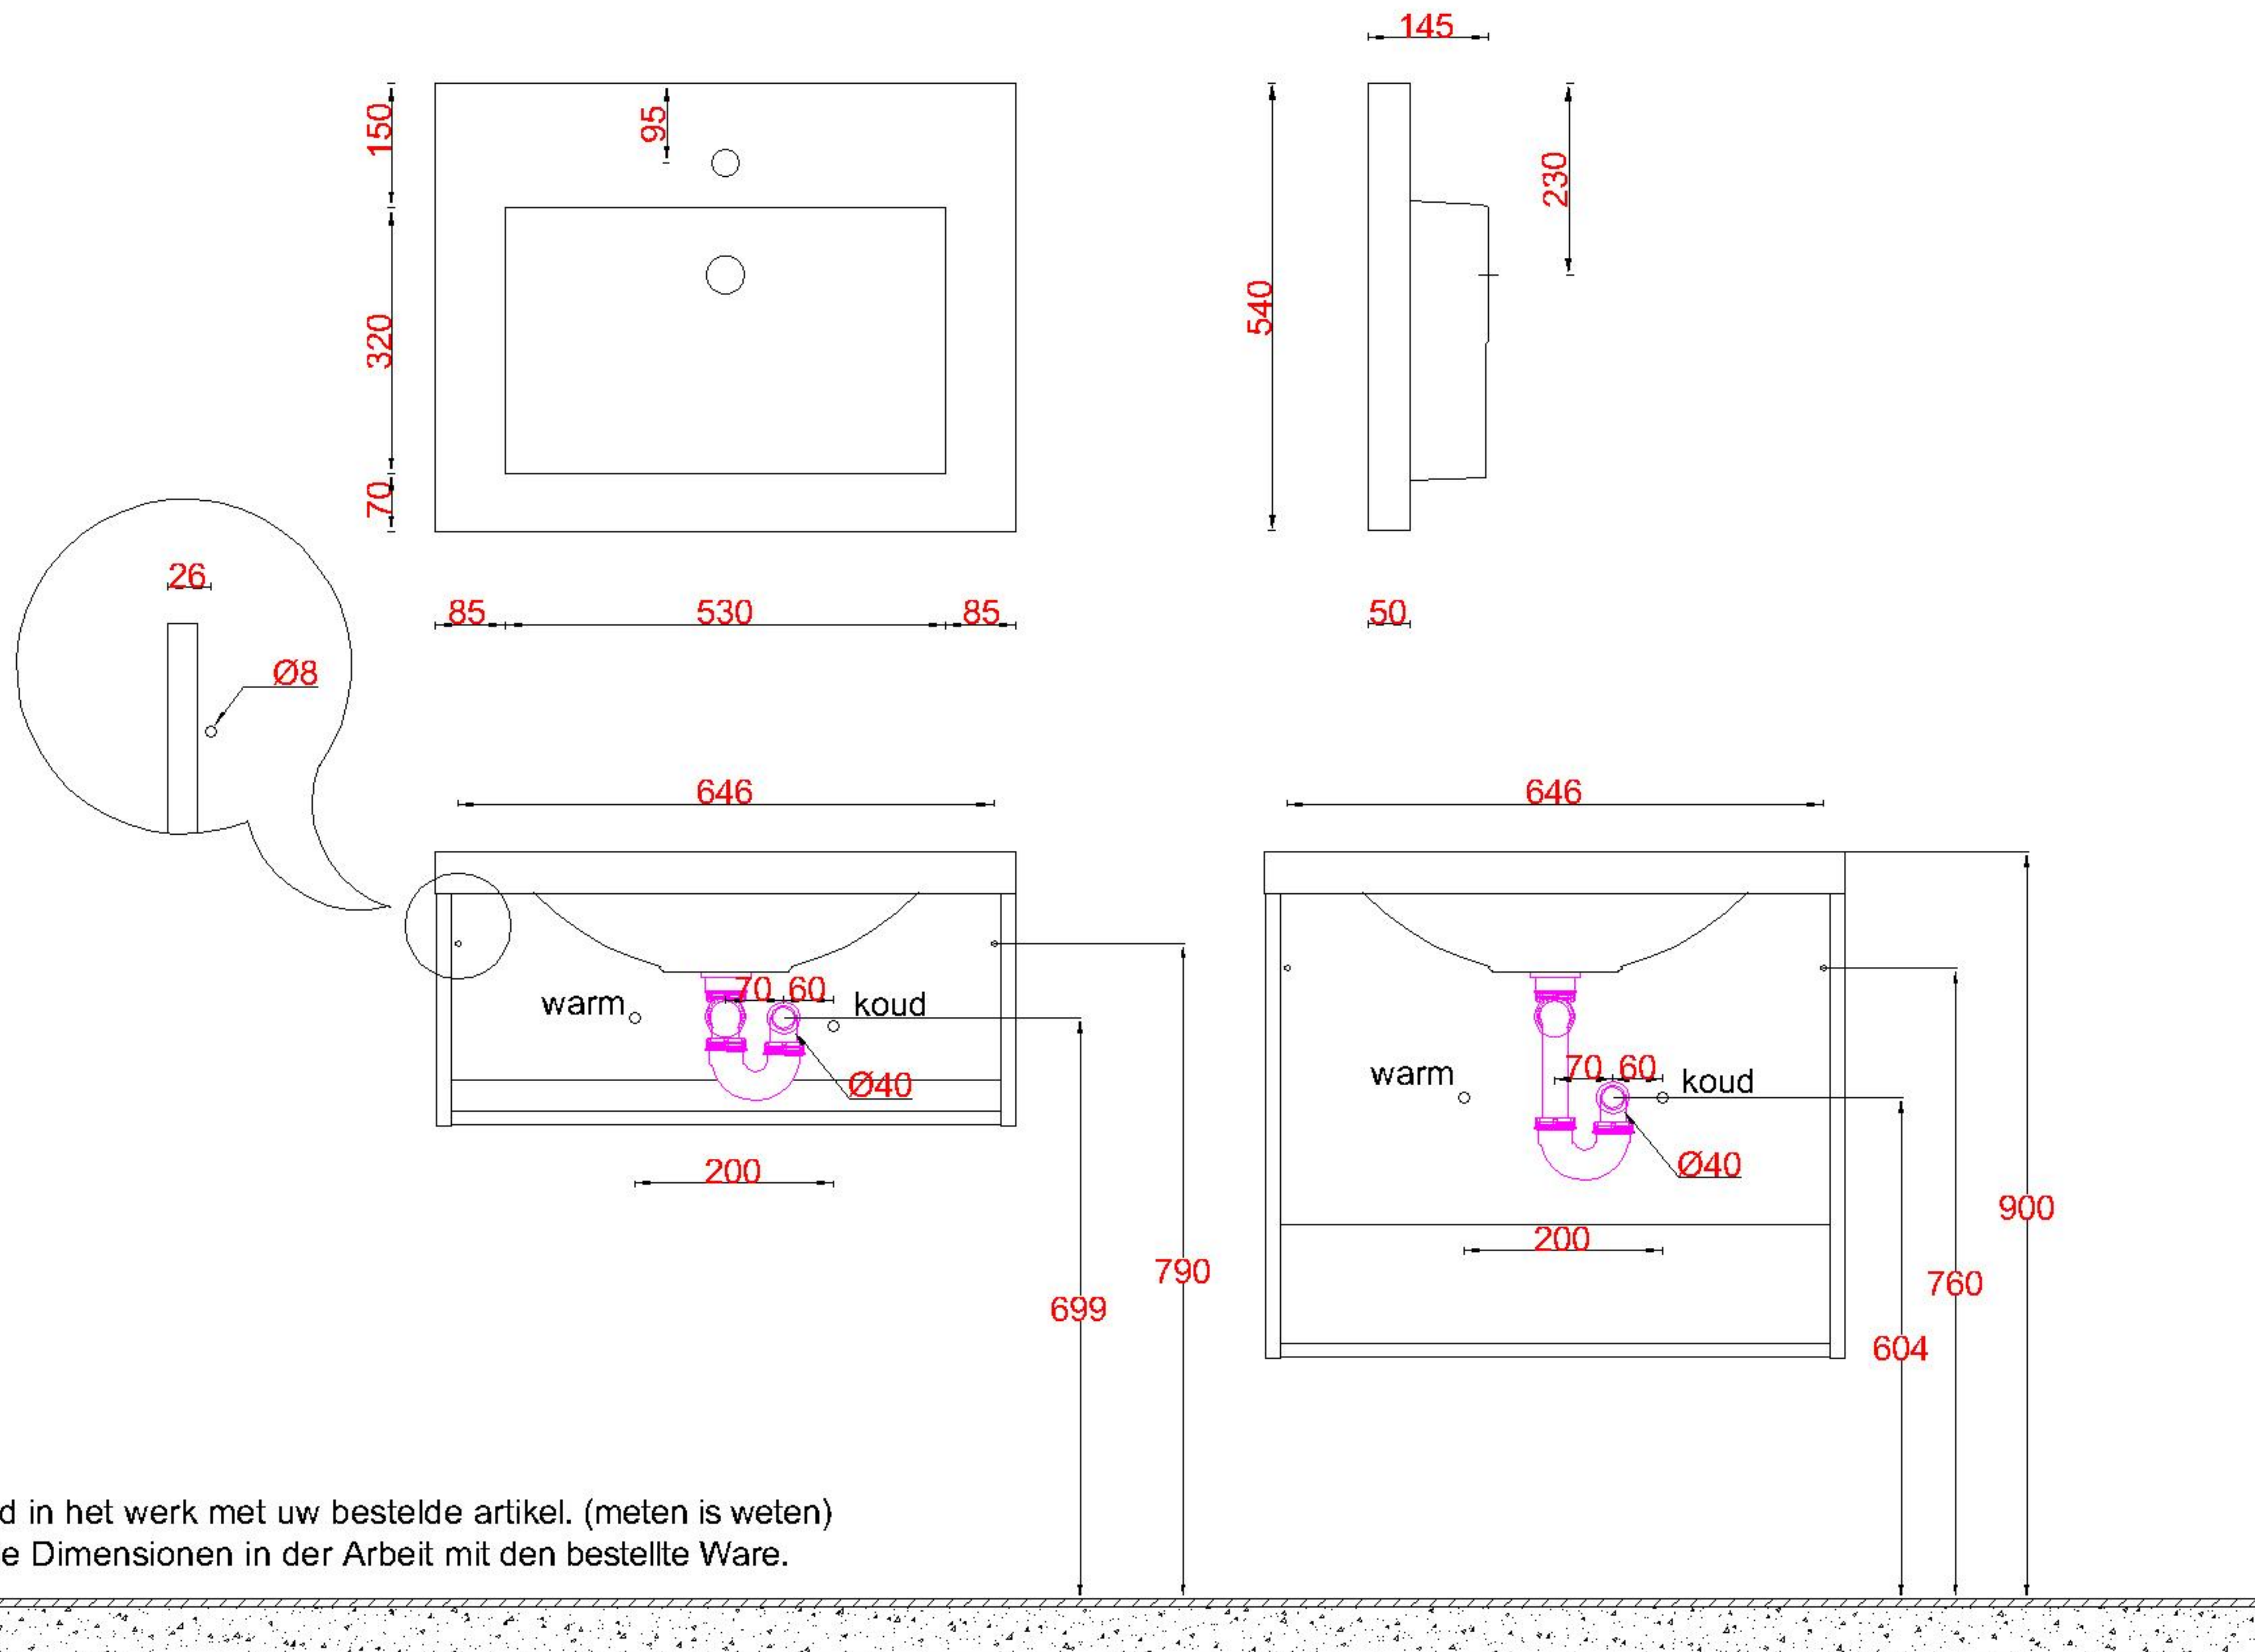 145
150
95
230
320
540
70
26
85
530
85
50
Ø8
646
646
70 60
warm
koud
70 60
warm
koud
Ø40
Ø40
200
200
900
790
760
699
604
d in het werk met uw bestelde artikel. (meten is weten)
e Dimensionen in der Arbeit mit den bestellte Ware.